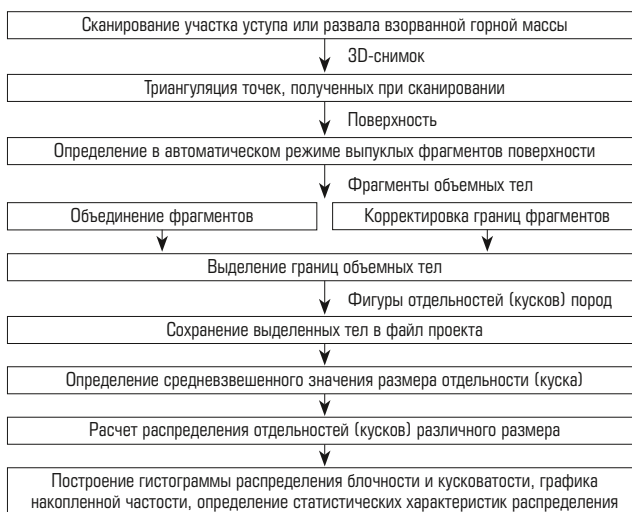 Сканирование участка уступа или развала взорванной горной массы
3D-снимок
Триангуляция точек, полученных при сканировании
Поверхность
Определение в автоматическом режиме выпуклых фрагментов поверхности
Фрагменты объемных тел
Объединение фрагментов
Корректировка границ фрагментов
Выделение границ объемных тел
Фигуры отдельностей (кусков) пород
Сохранение выделенных тел в файл проекта
Определение средневзвешенного значения размера отдельности (куска)
Расчет распределения отдельностей (кусков) различного размера
Построение гистограммы распределения блочности и кусковатости, графика
накопленной частости, определение статистических характеристик распределения